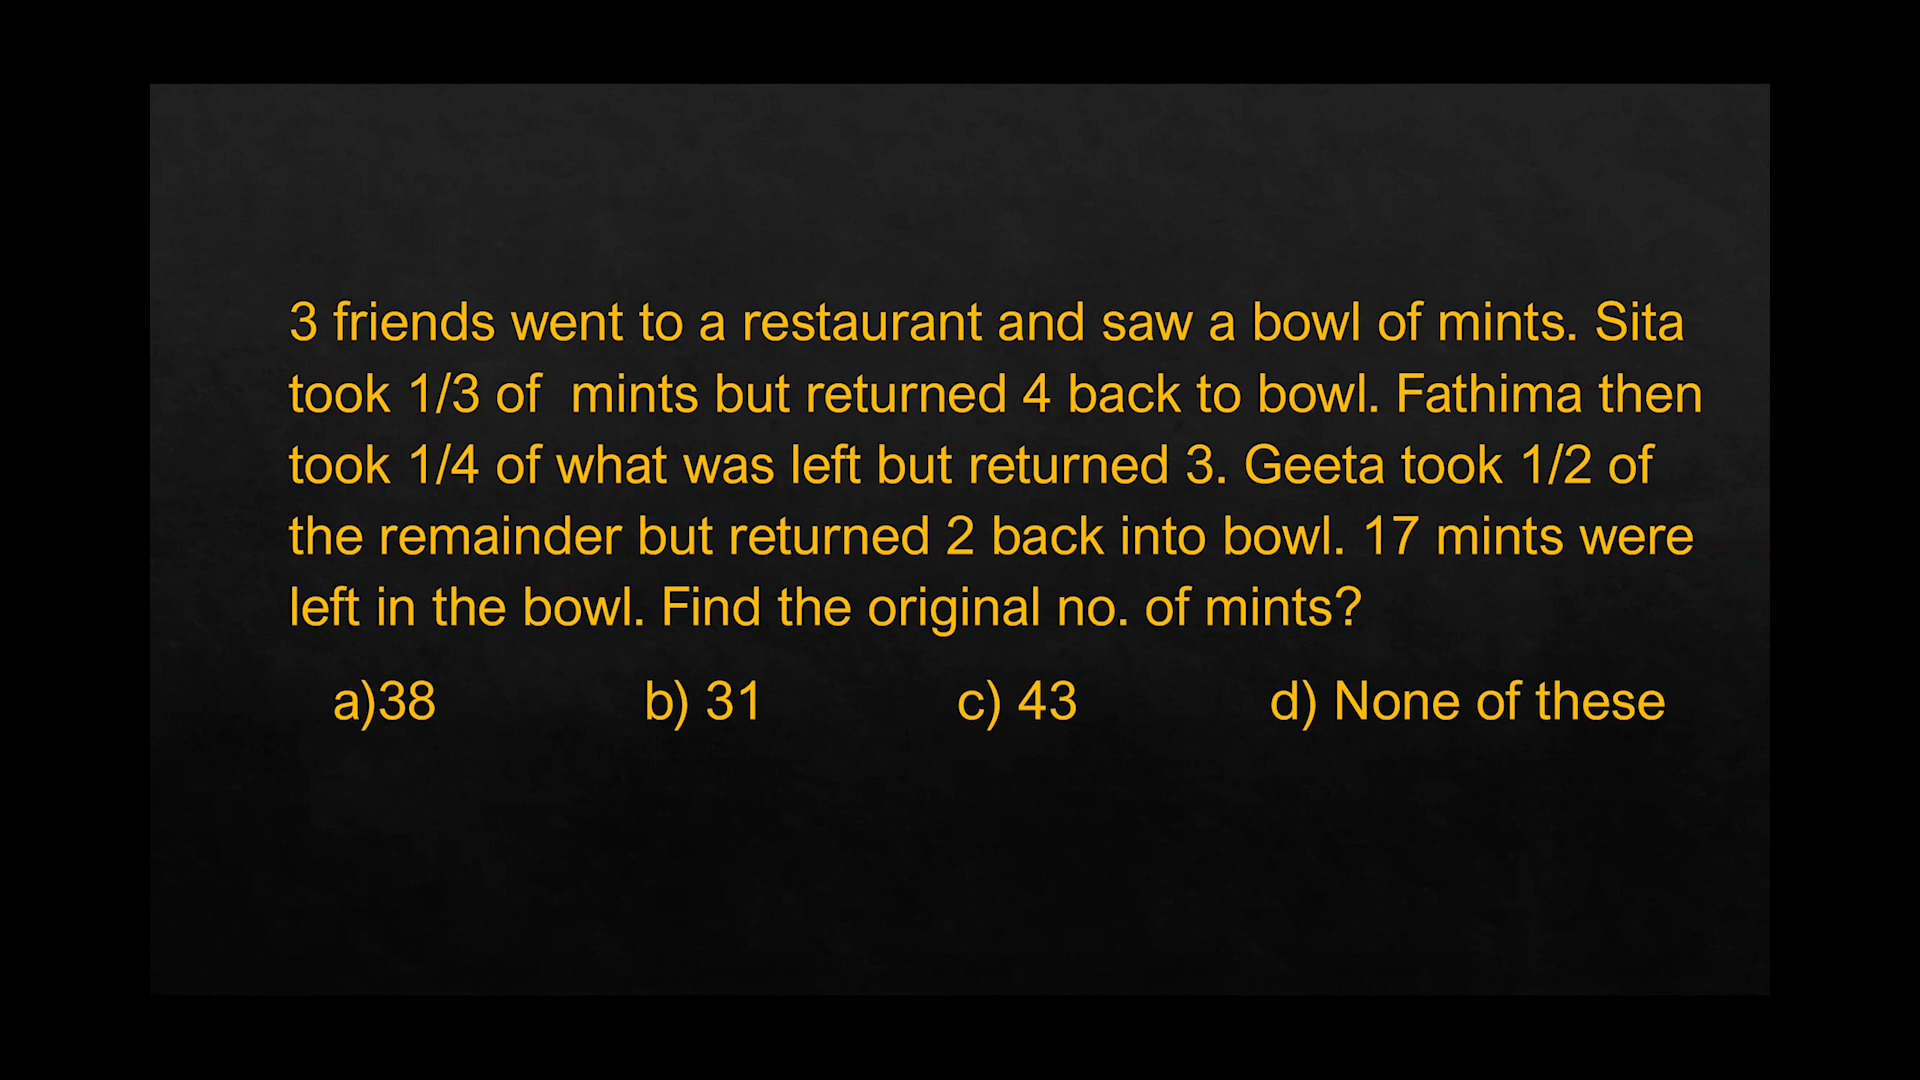 3 friends went to a restaurant and saw a bowl of mints. Sita
took 1/3 of  mints but returned 4 back to bowl. Fathima then
took 1/4 of what was left but returned 3. Geeta took 1/2 of
the remainder but returned 2 back into bowl. 17 mints were
left in the bowl. Find the original no. of mints?
a)38 b) 31 c) 43 d) None of these